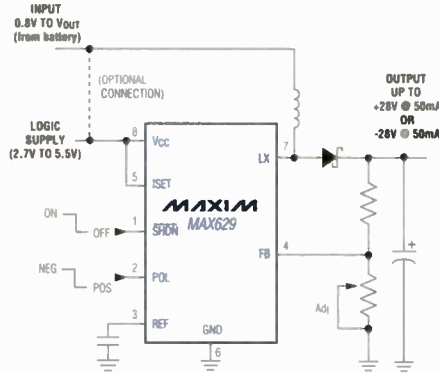 INPUT
0.8V TO VOUT
(from battery)
(OPTIONAL
CONNECTION)
OUTPUT
UP TO
+28V @ 50mA
OR
-28V @ 50mA
LOGIC
SUPPLY
(2.7V TO 5.5V)
8
VCC
LX
7
5
ISET
MAXIM
MAX629
ON
OFF
1
SHDN
FB
4
NEG
POS
2
POL
+
Adj
3
REF
GND
6